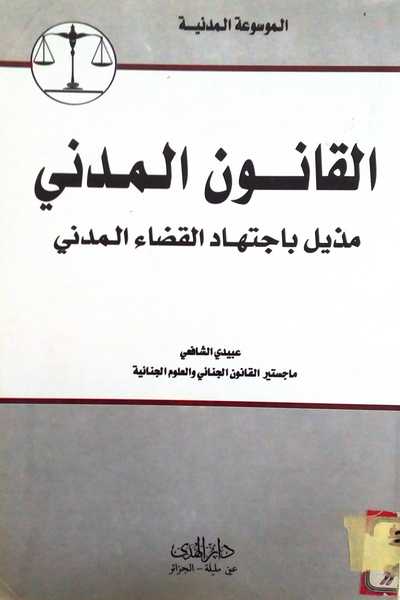 الموسوعة المدنية
القانون المدني
مذيل باجتهاد القضاء المدني
عبيدي الشافعي
ماجستير القانون الجنائي والعلوم الجنائية
دار الهدى
عين مليلة - الجزائر